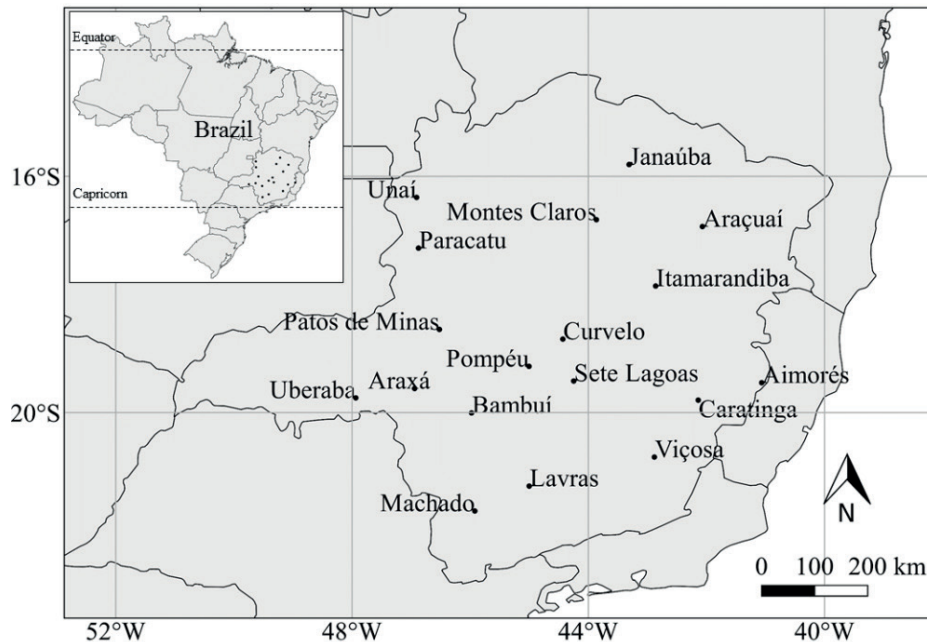 Equator
Brazil
Capricorn
Janaúba
16°S
Unaí
Montes Claros
Araçuaí
Paracatu
Itamarandiba
Patos de Minas
Curvelo
Pompéu
Sete Lagoas
Aimorés
Uberaba
Araxá
Bambuí
20°S
Caratinga
Viçosa
Lavras
Machado
N
0 100 200 km
52°W 48°W 44°W 40°W